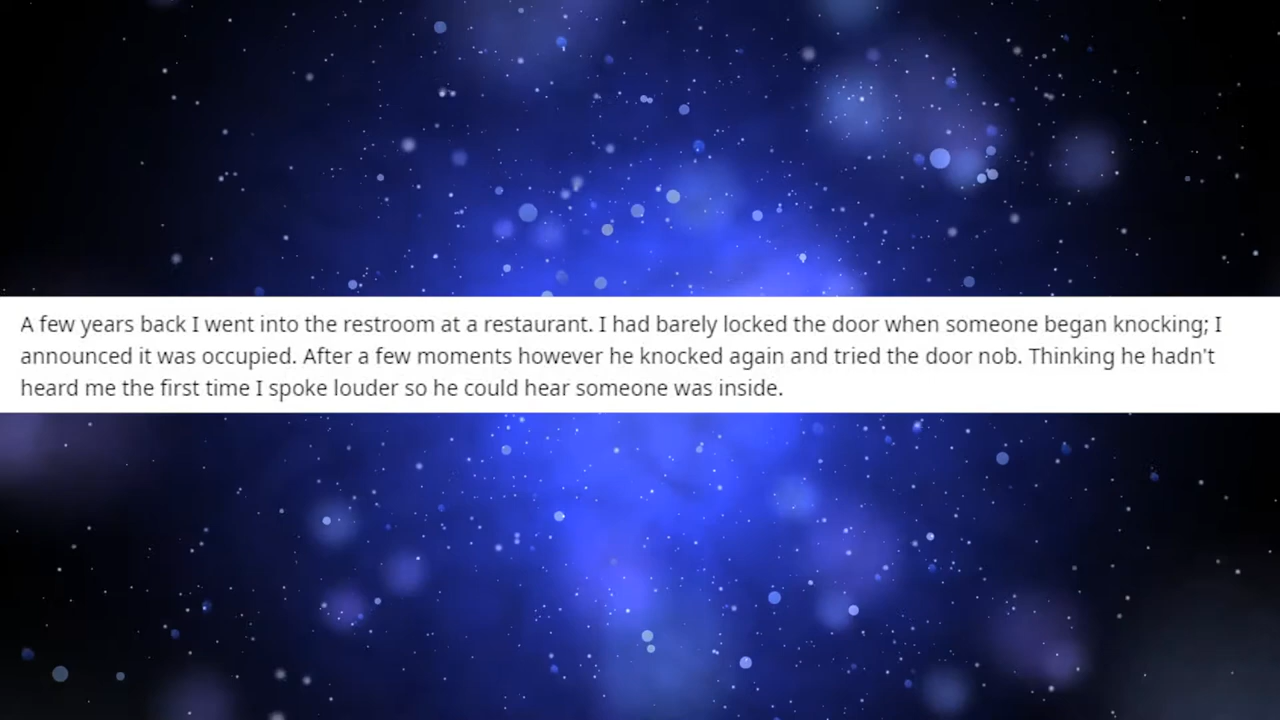 A few years back I went into the restroom at a restaurant. I had barely locked the door when someone began knocking; I
announced it was occupied. After a few moments however he knocked again and tried the door nob. Thinking he hadn't
heard me the first time I spoke louder so he could hear someone was inside.